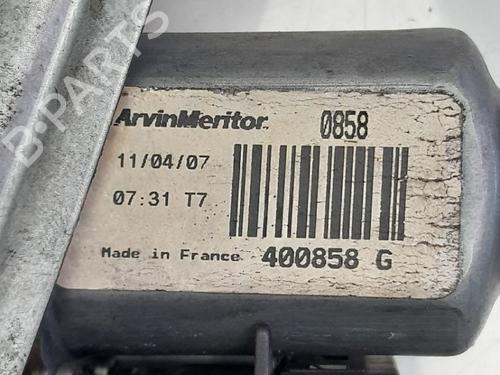 B-PARTS
ArvinMeritor. 0858
11/04/07
07:31 T7
Made in France 400858 G